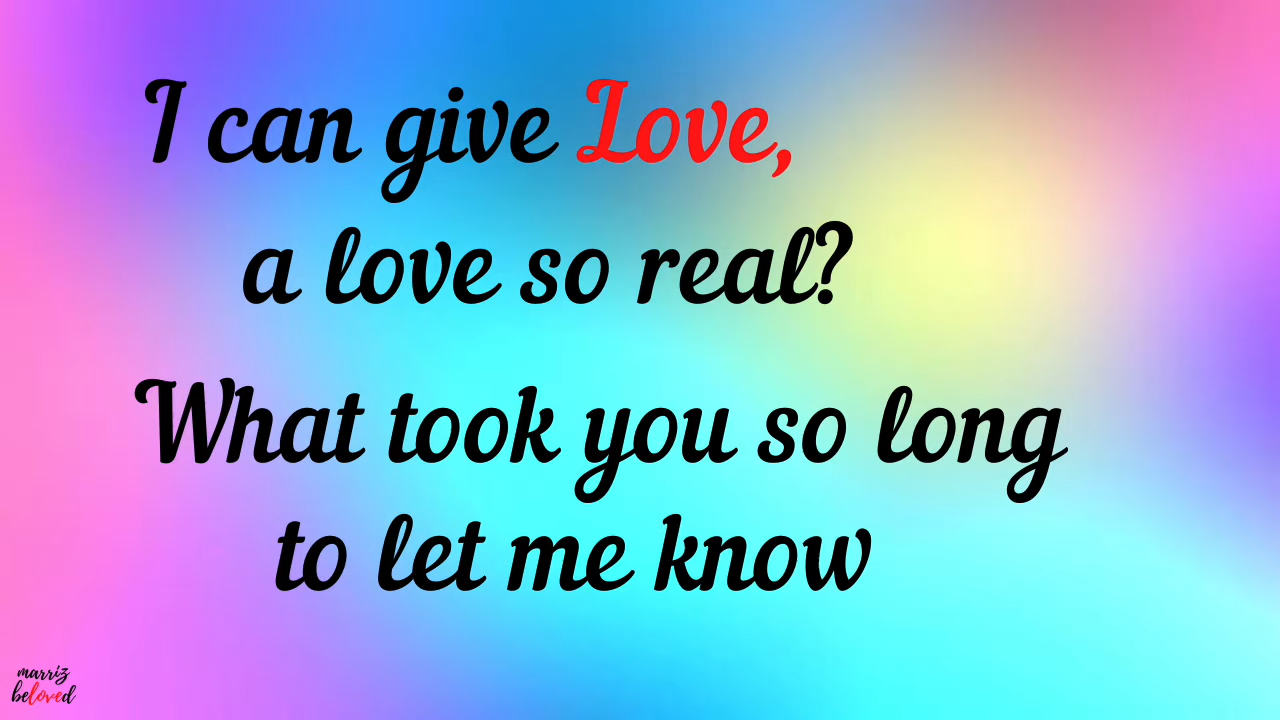 I can give Love,
a love so real?
What took you so long
to let me know
marriz
beloved